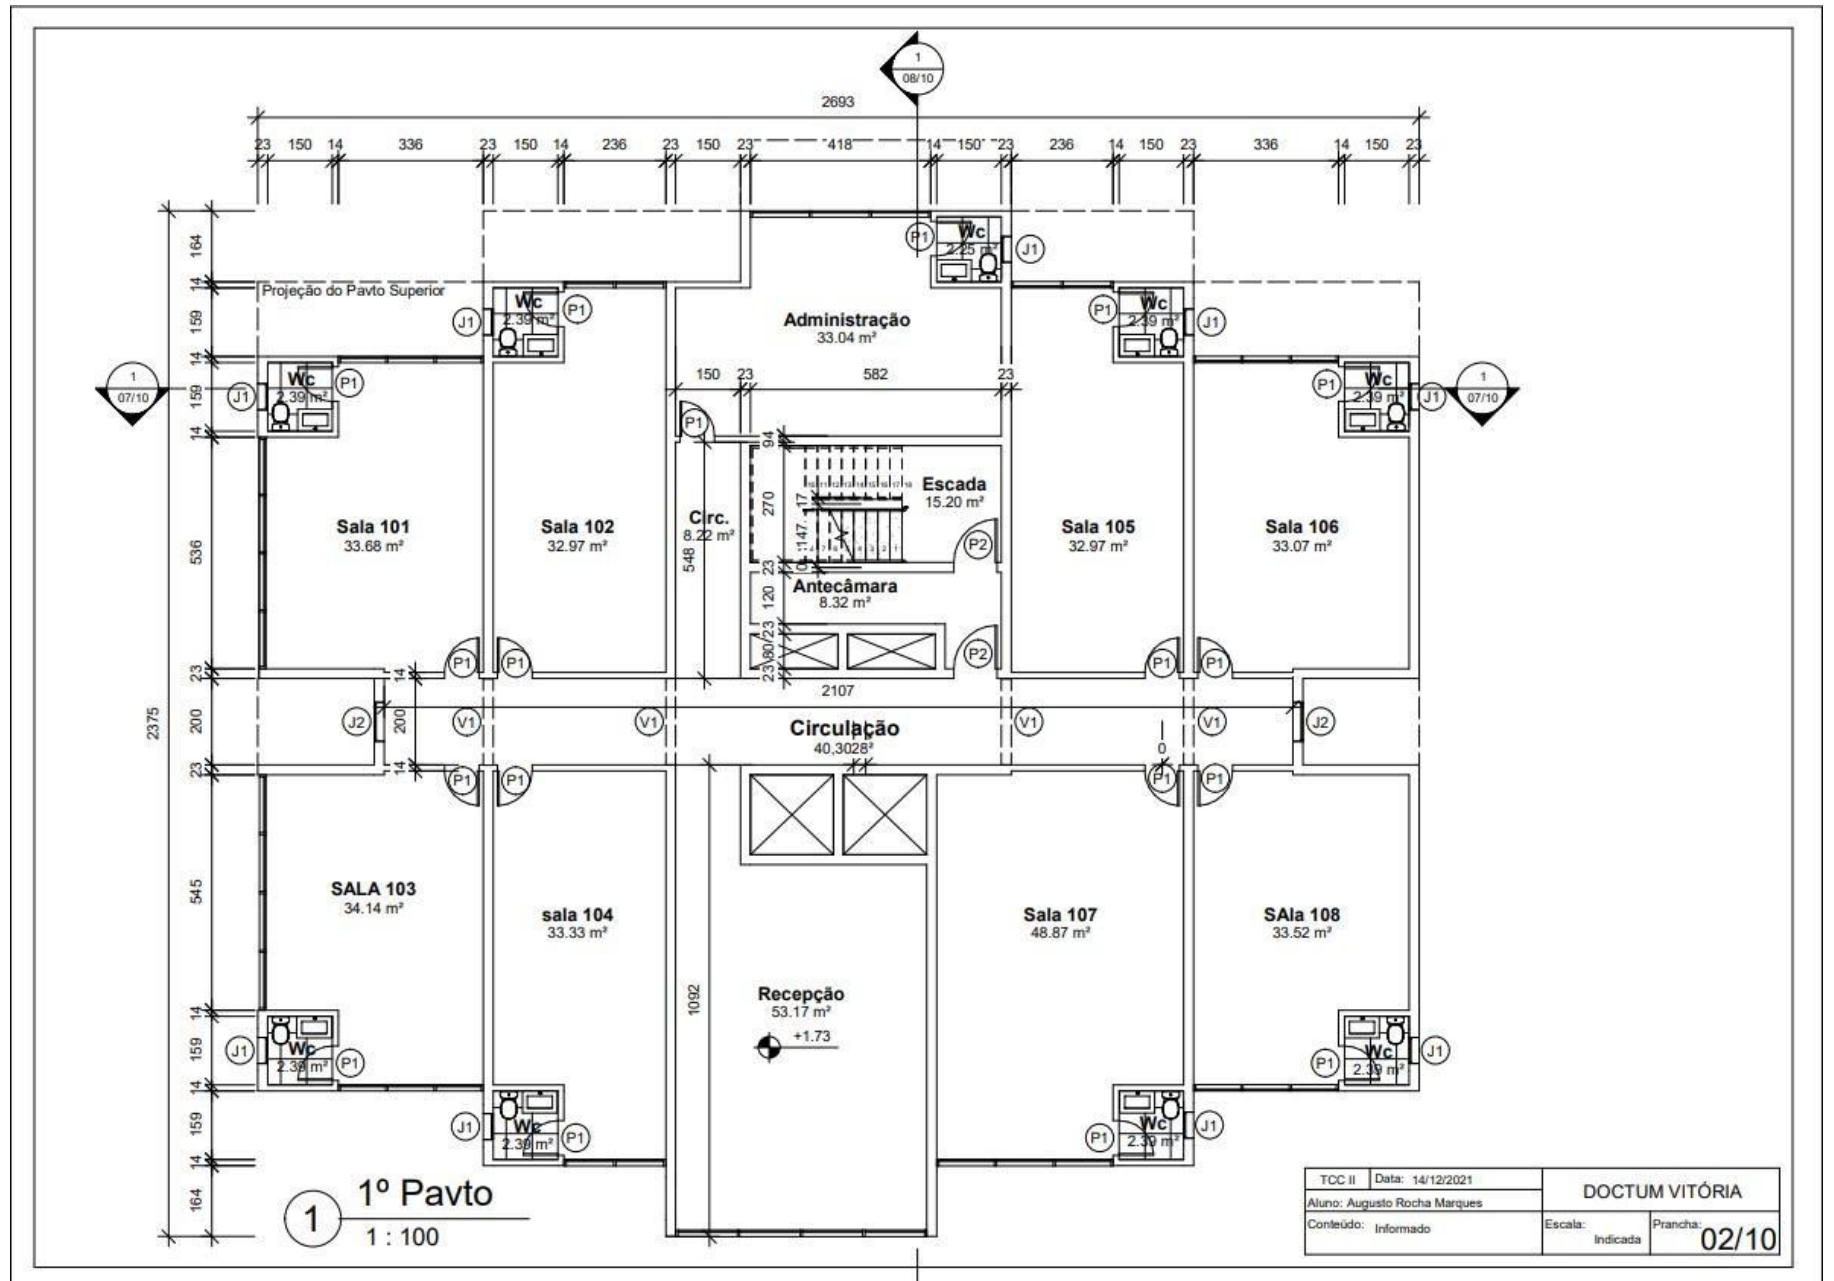 1
08/10
2693
23 150 14 336 23 150 14 236 23 150 23 418 14 150 23 236 14 150 23 336 14 150 23
164
14
159
14
159
14
536
23
200
23
545
14
159
14
159
14
164
2375
Projeção do Pavto Superior
Wc
2.25 m²
P1
J1
J1
Wc
2.39 m²
P1
P1
Wc
2.39 m²
J1
Administração
33.04 m²
1
07/10
J1
Wc
2.39 m²
P1
150 23 582 23
P1
Wc
2.39 m²
J1
1
07/10
P1
94
270
17
147
23
120
23
80
23
548
Escada
15.20 m²
Sala 101
33.68 m²
Sala 102
32.97 m²
Circ.
8.22 m²
Sala 105
32.97 m²
Sala 106
33.07 m²
P2
Antecâmara
8.32 m²
P1
P1
P2
P1
P1
14
200
14
2107
J2
V1
V1
Circulação
40,3028²
V1
V1
J2
0
P1
P1
P1
P1
SALA 103
34.14 m²
sala 104
33.33 m²
Sala 107
48.87 m²
SAla 108
33.52 m²
1092
Recepção
53.17 m²
+1.73
J1
Wc
2.39 m²
P1
P1
Wc
2.39 m²
J1
J1
Wc
2.39 m²
P1
P1
Wc
2.39 m²
J1
1
1º Pavto
1 : 100
TCC II
Data: 14/12/2021
DOCTUM VITÓRIA
Aluno: Augusto Rocha Marques
Conteúdo: Informado
Escala:
Indicada
Prancha: 02/10